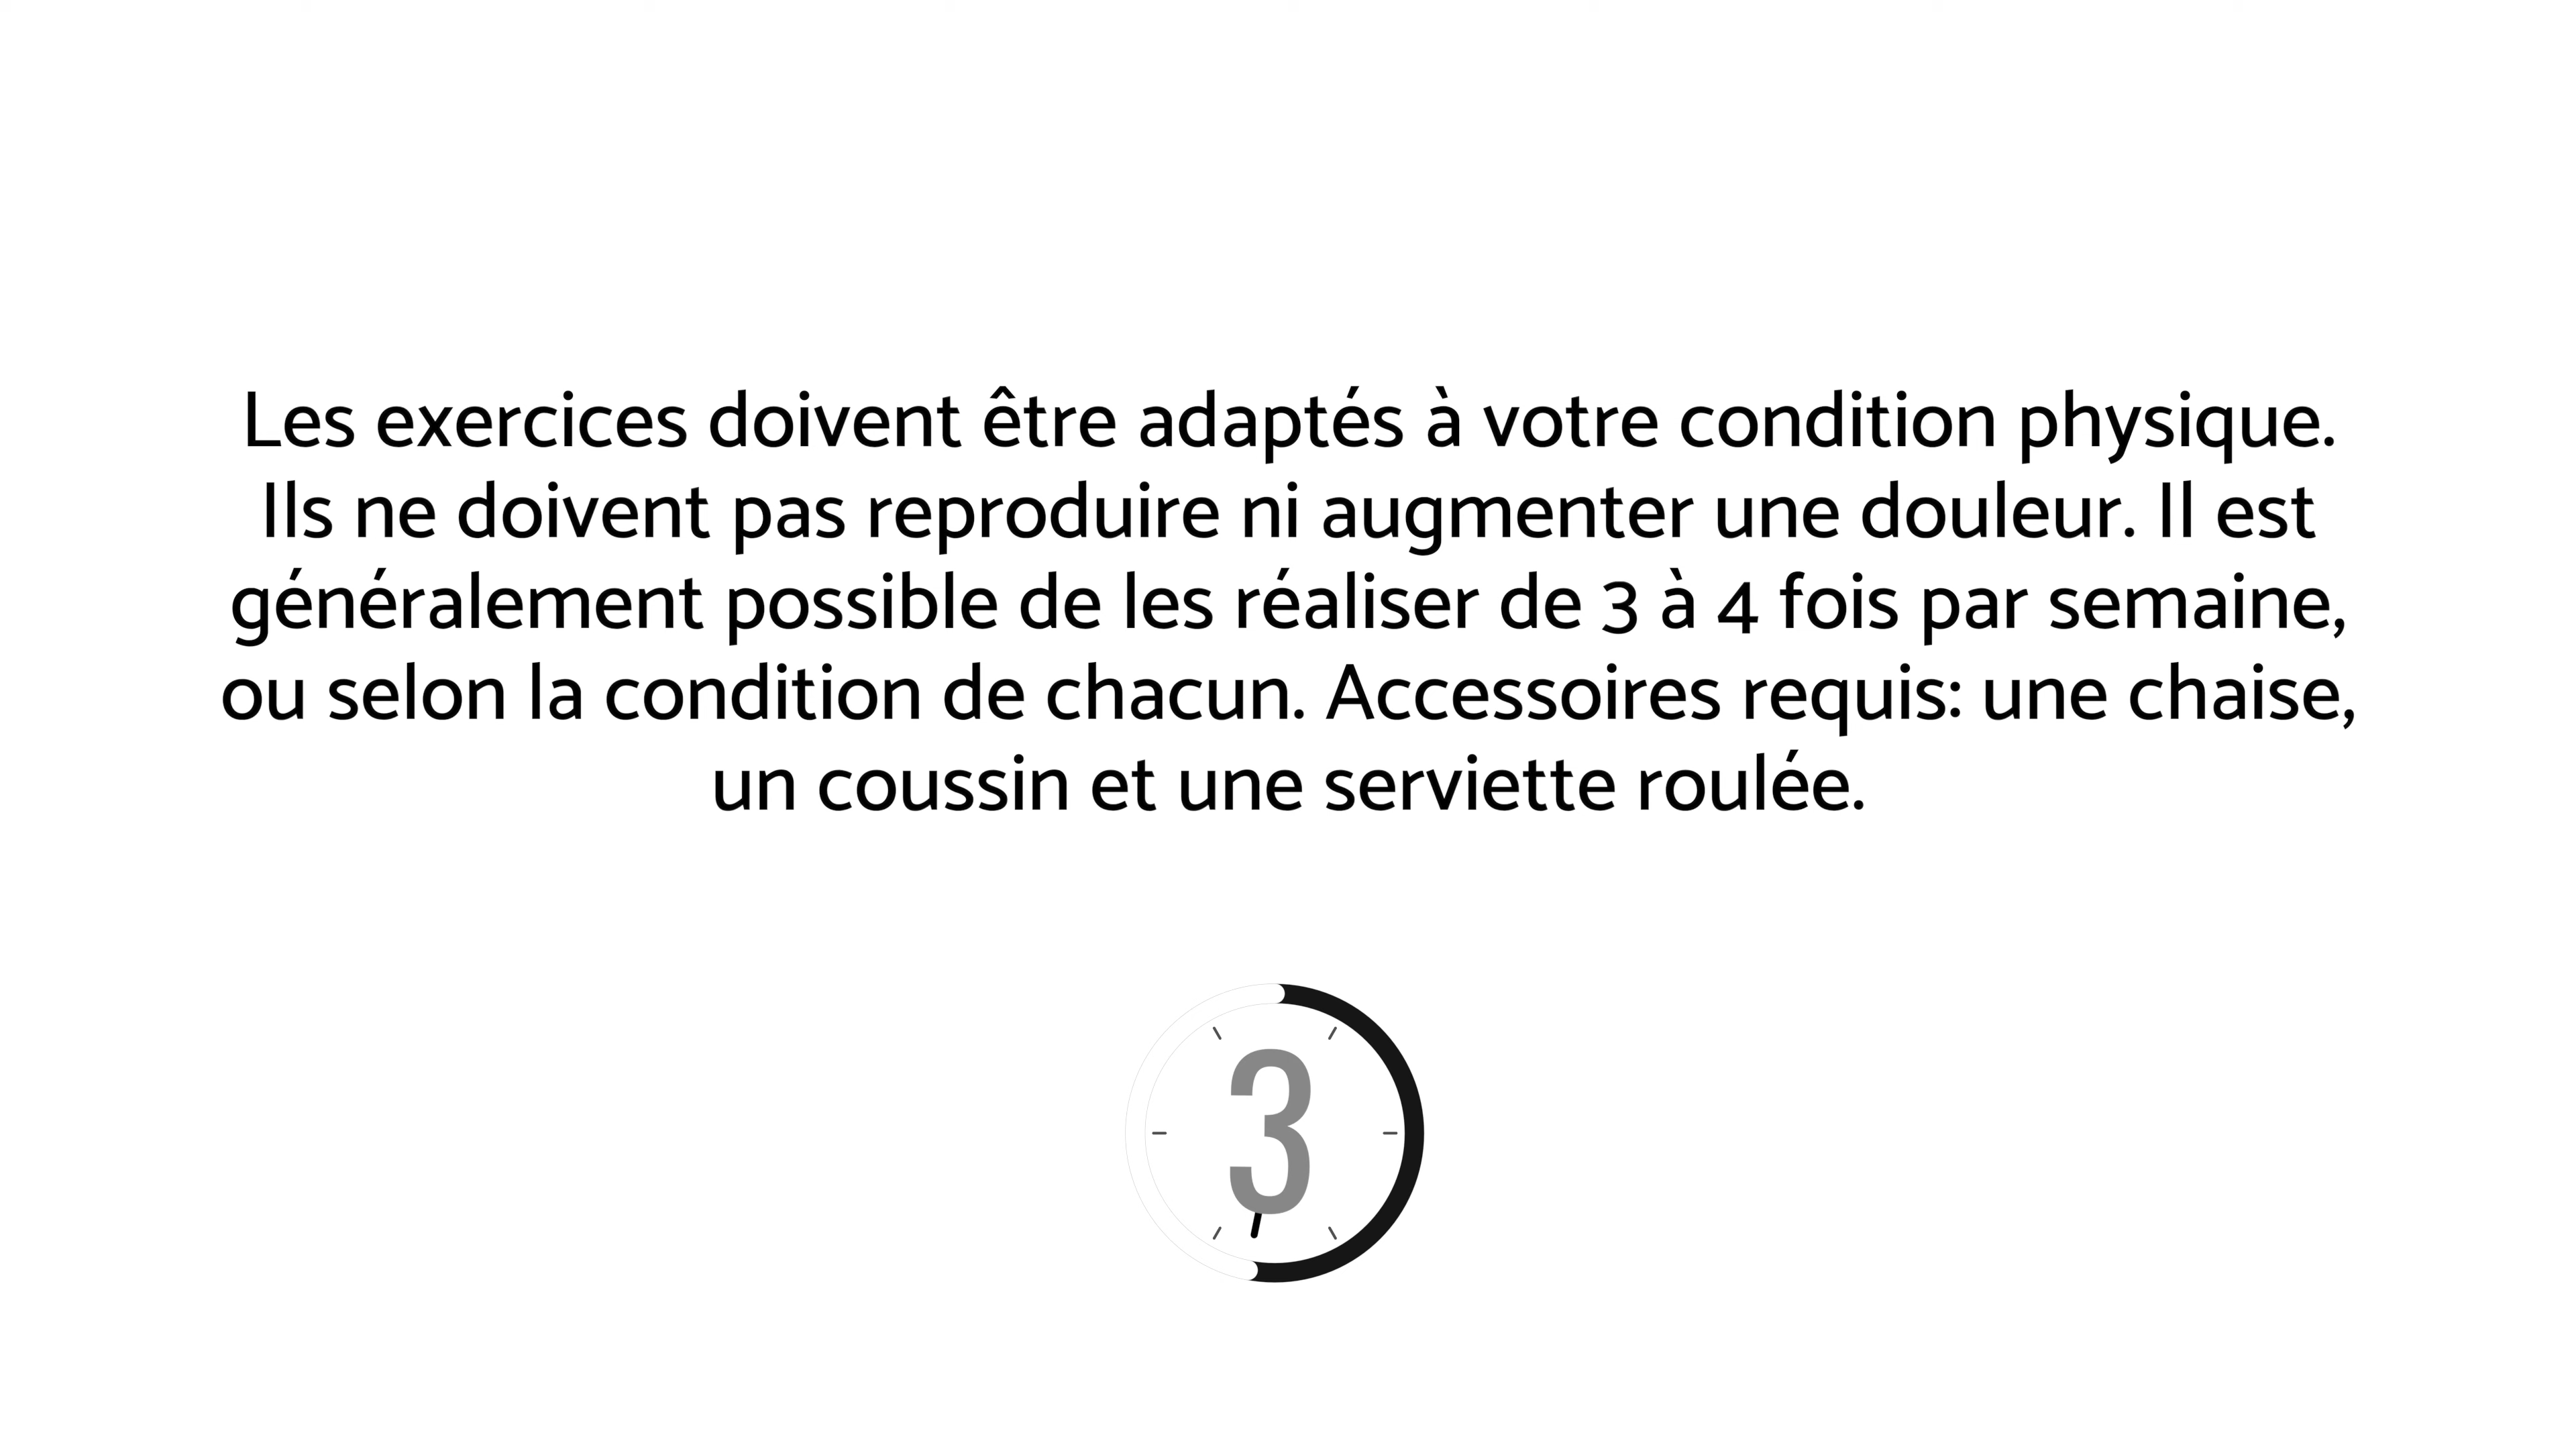 Les exercices doivent être adaptés à votre condition physique.
Ils ne doivent pas reproduire ni augmenter une douleur. Il est
généralement possible de les réaliser de 3 à 4 fois par semaine,
ou selon la condition de chacun. Accessoires requis: une chaise,
un coussin et une serviette roulée.
3